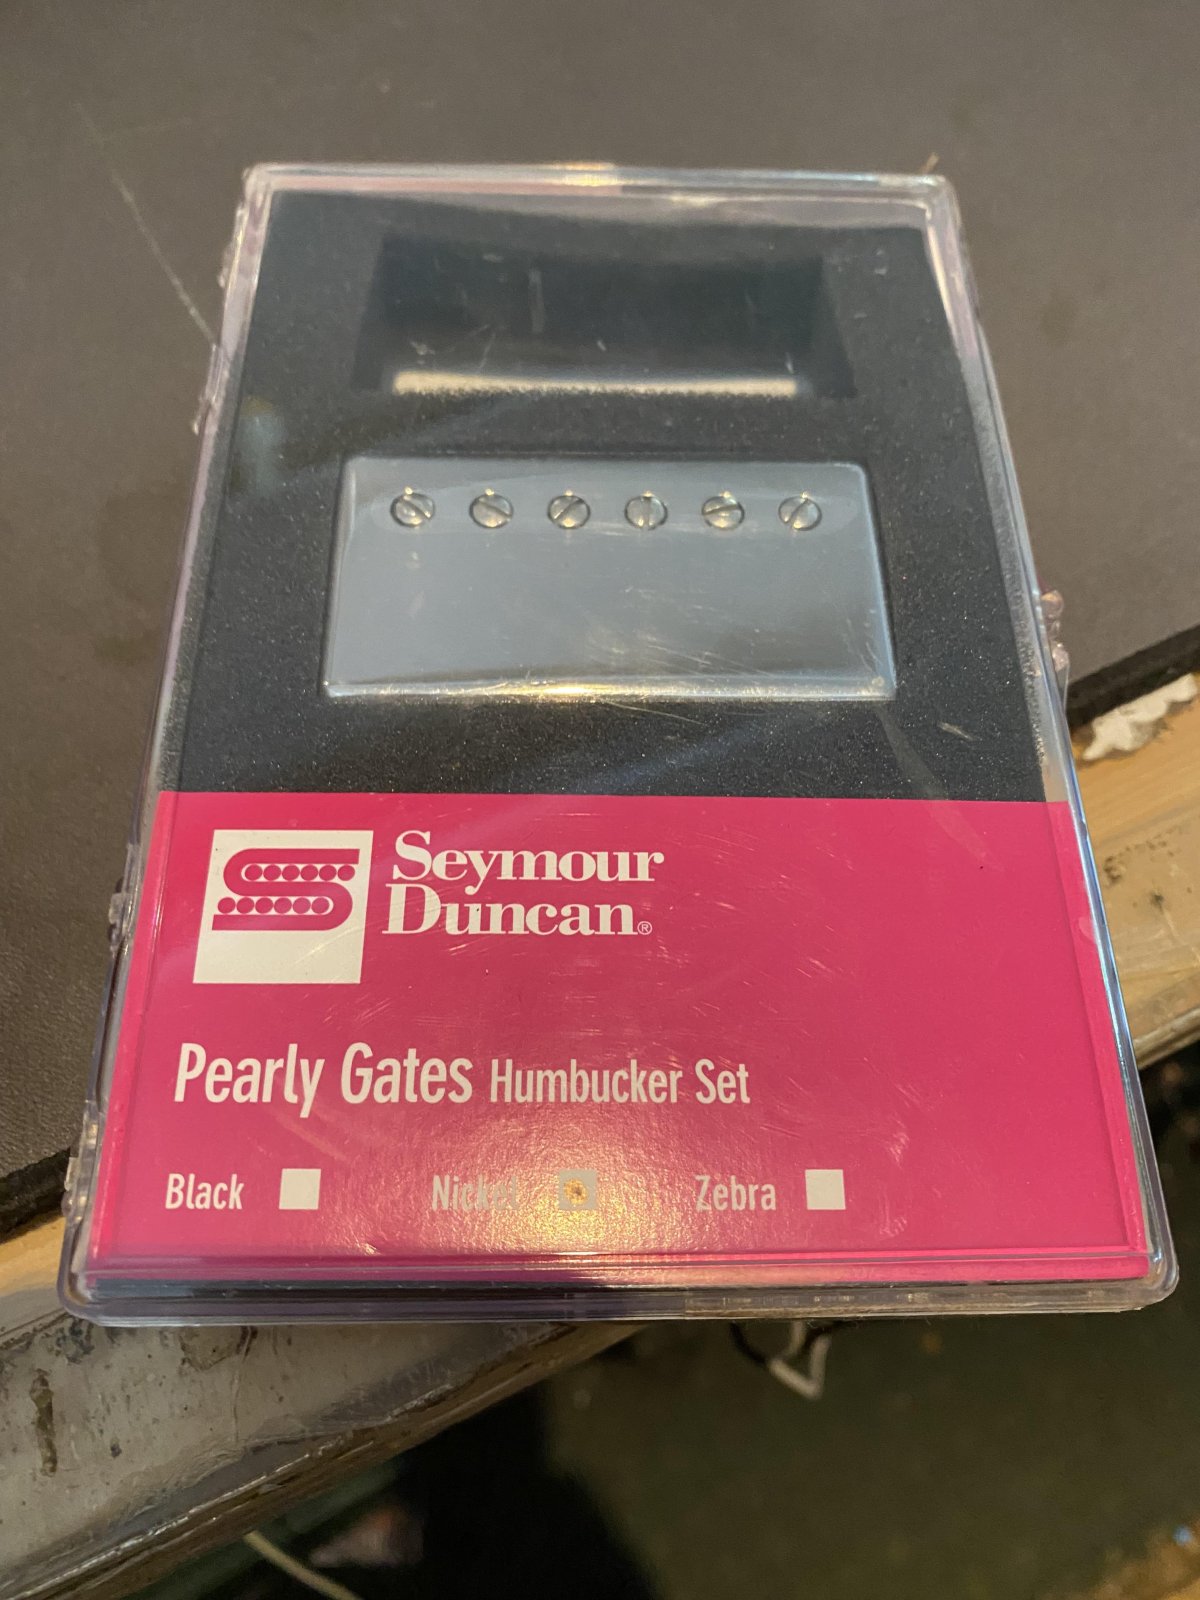 Seymour
Duncan®
Pearly Gates Humbucker Set
Black Nickel Zebra